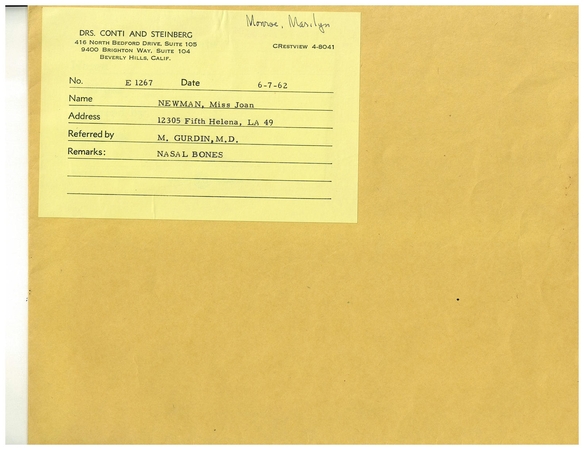 Monroe, Marilyn
DRS. CONTI AND STEINBERG
416 NORTH BEDFORD DRIVE, SUITE 105
9400 BRIGHTON WAY, SUITE 104
BEVERLY HILLS, CALIF.
CRESTVIEW 4-8041
No. E 1267 Date 6-7-62
Name NEWMAN, Miss Joan
Address 12305 Fifth Helena, LA 49
Referred by M. GURDIN, M.D.
Remarks: NASAL BONES